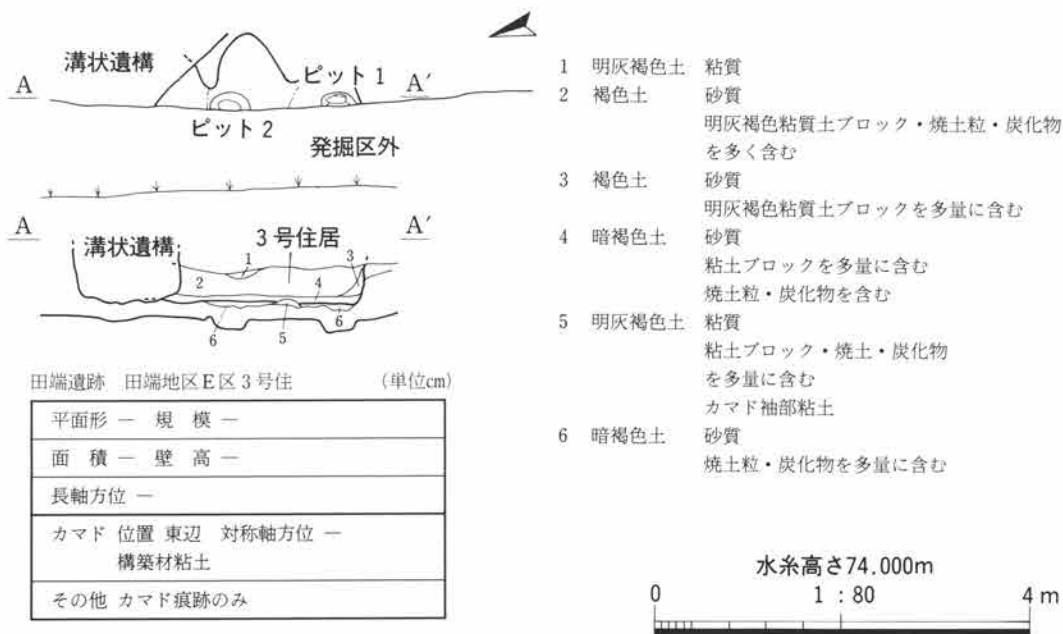 溝状遺構
ピット1
A A′
ピット2
発掘区外
A A′
溝状遺構
3号住居
1
3
2
4
6
5
6
田端遺跡 田端地区E区3号住 (単位cm)
平面形 ― 規 模 ―
面 積 ― 壁 高 ―
長軸方位 ―
カマド 位置 東辺 対称軸方位 ―
構築材粘土
その他 カマド痕跡のみ
1 明灰褐色土 粘質
2 褐色土 砂質
明灰褐色粘質土ブロック・焼土粒・炭化物
を多く含む
3 褐色土 砂質
明灰褐色粘質土ブロックを多量に含む
4 暗褐色土 砂質
粘土ブロックを多量に含む
焼土粒・炭化物を含む
5 明灰褐色土 粘質
粘土ブロック・焼土・炭化物
を多量に含む
カマド袖部粘土
6 暗褐色土 砂質
焼土粒・炭化物を多量に含む
水糸高さ74.000m
0 1:80 4m